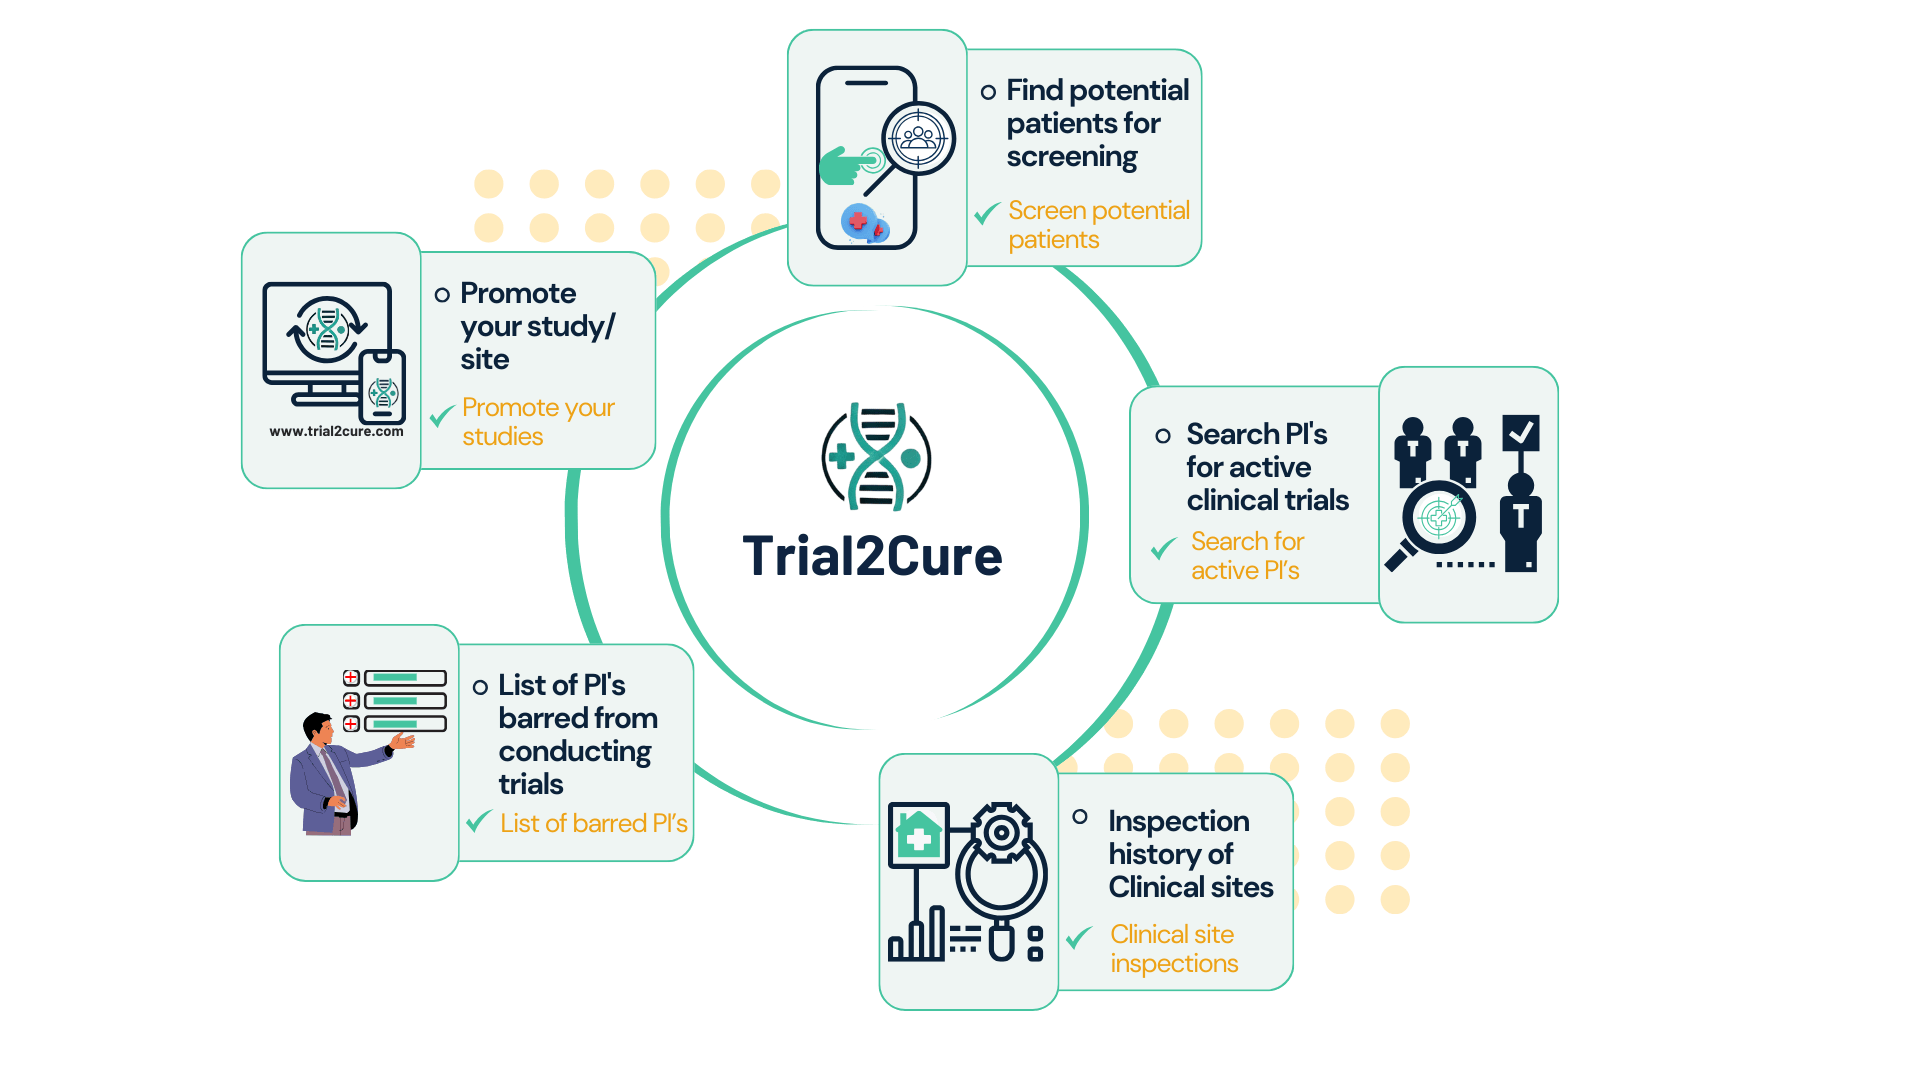 Find potential
patients for
screening
Screen potential
patients
Promote
your study/
site
Promote your
studies
www.trial2cure.com
Search PI's
for active
clinical trials
Search for
active PI's
Trial2Cure
List of PI's
barred from
conducting
trials
List of barred PI's
Inspection
history of
Clinical sites
Clinical site
inspections